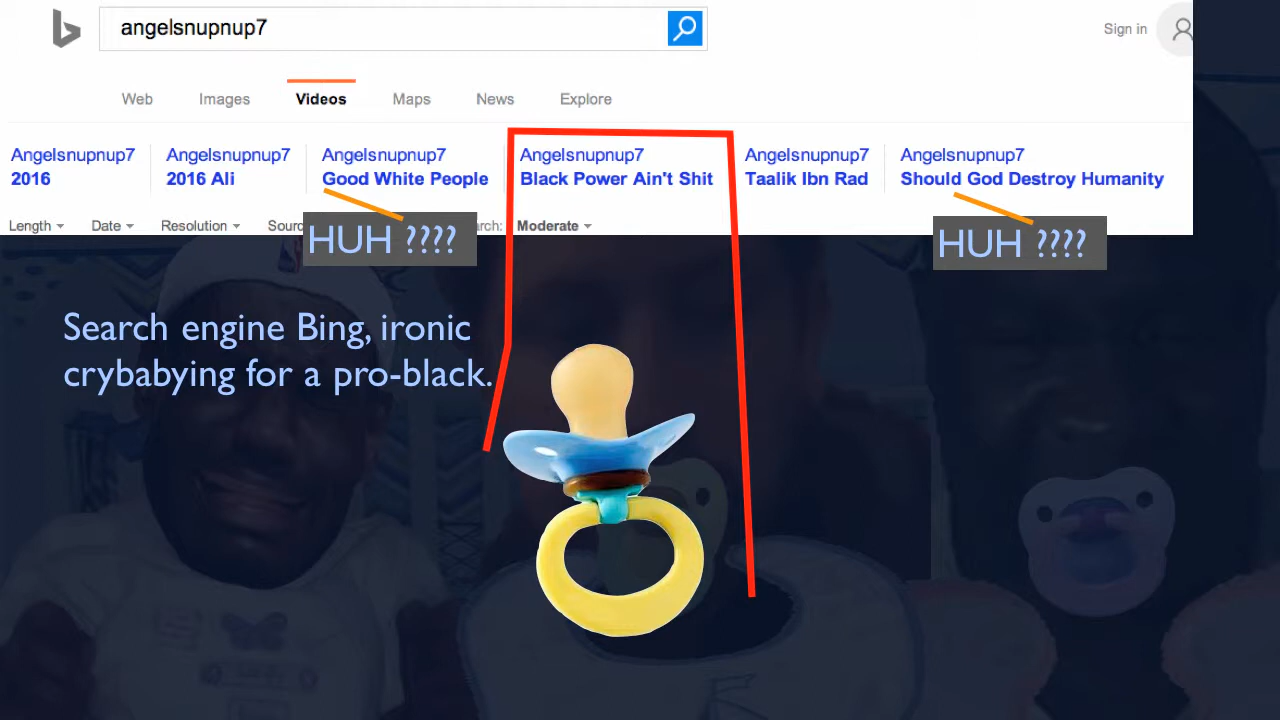 angelsnupnup7
Sign in
Web Images Videos Maps News Explore
Angelsnupnup7
2016
Angelsnupnup7
2016 Ali
Angelsnupnup7
Good White People
Angelsnupnup7
Black Power Ain't Shit
Angelsnupnup7
Taalik Ibn Rad
Angelsnupnup7
Should God Destroy Humanity
Length Date Resolution Sourc arch: Moderate
HUH ????
HUH ????
Search engine Bing, ironic
crybabying for a pro-black.